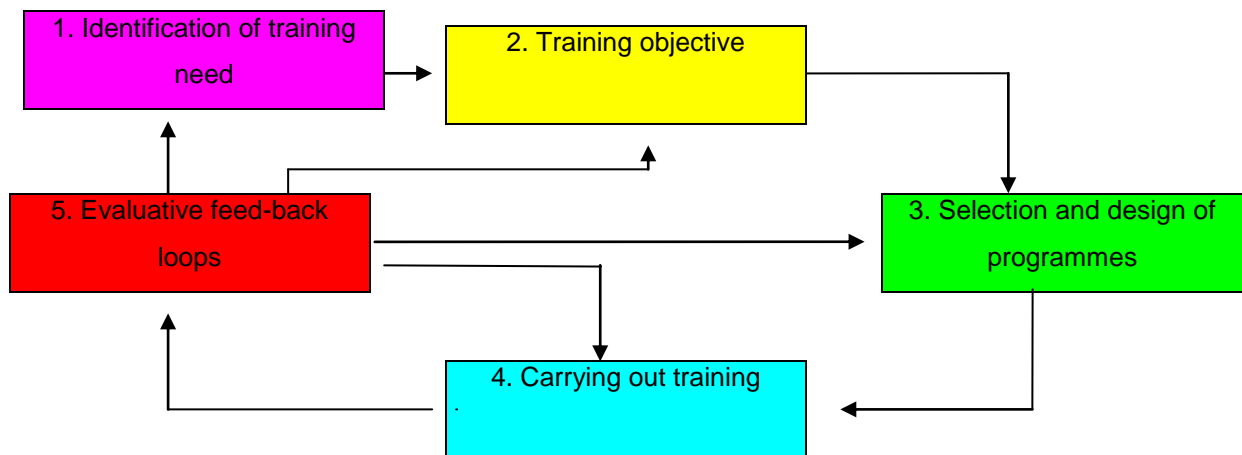 1. Identification of training
need
2. Training objective
5. Evaluative feed-back
loops
3. Selection and design of
programmes
4. Carrying out training
.